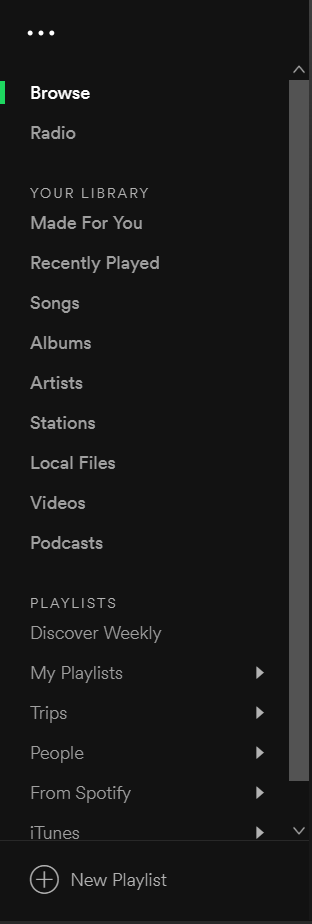 Browse
Radio
YOUR LIBRARY
Made For You
Recently Played
Songs
Albums
Artists
Stations
Local Files
Videos
Podcasts
PLAYLISTS
Discover Weekly
My Playlists
Trips
People
From Spotify
iTunes
New Playlist